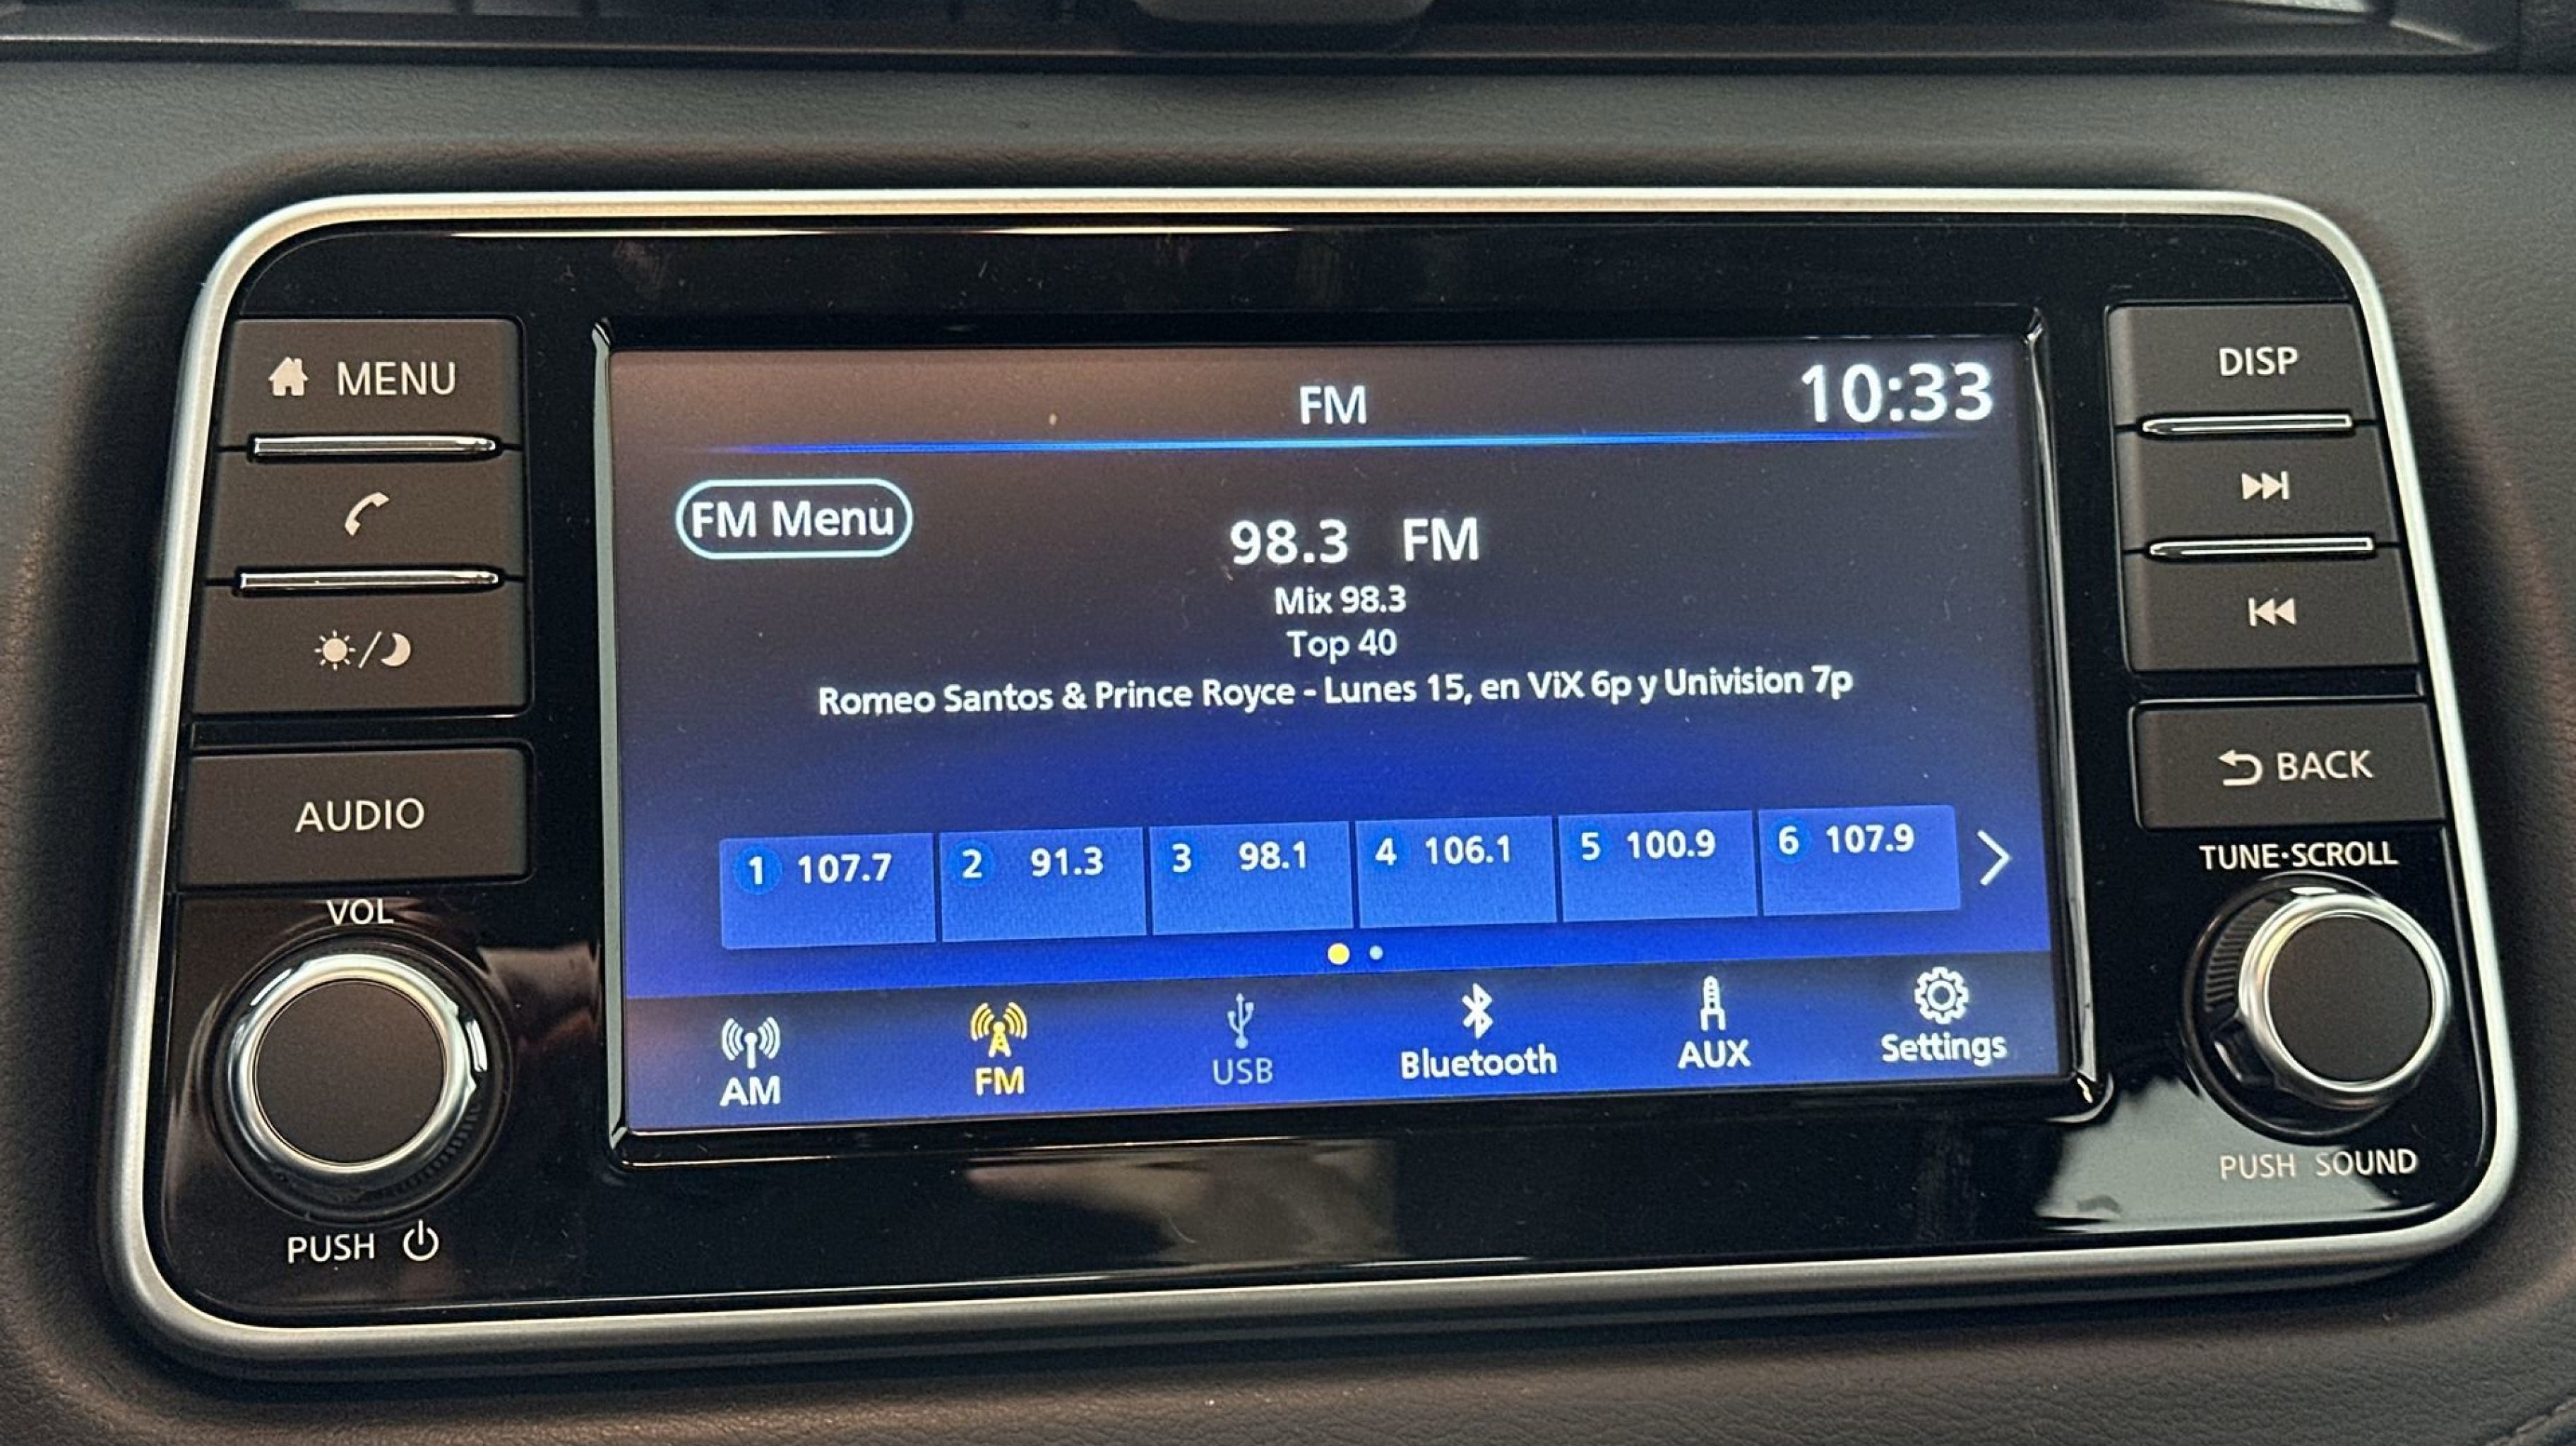 MENU
AUDIO
VOL
PUSH
FM
10:33
FM Menu
98.3 FM
Mix 98.3
Top 40
Romeo Santos & Prince Royce - Lunes 15, en ViX 6p y Univision 7p
1 107.7
2 91.3
3 98.1
4 106.1
5 100.9
6 107.9
AM
FM
USB
Bluetooth
AUX
Settings
DISP
BACK
TUNE·SCROLL
PUSH SOUND